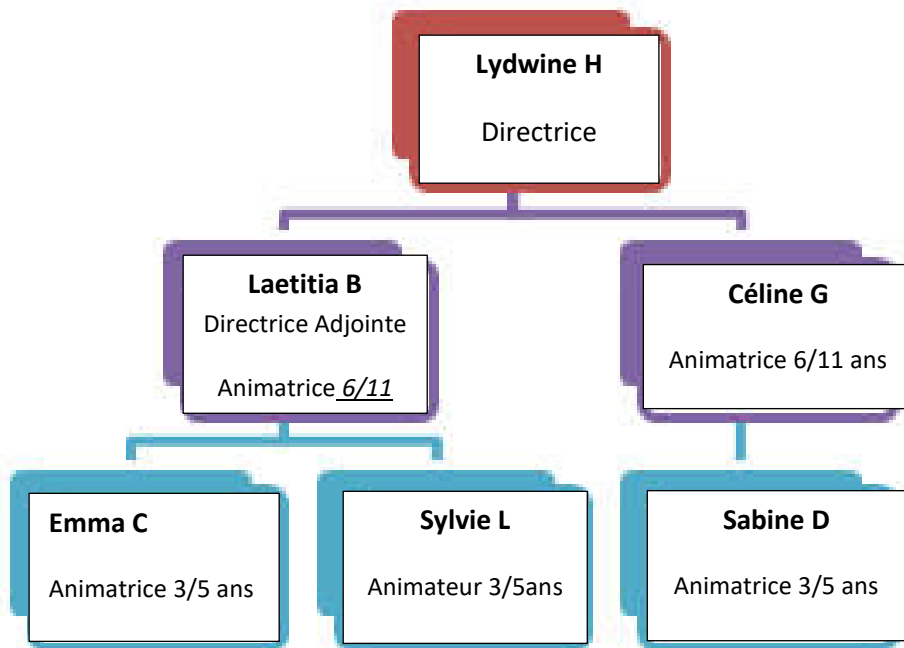 Lydwine H
Directrice
Laetitia B
Directrice Adjointe
Animatrice 6/11
Céline G
Animatrice 6/11 ans
Emma C
Animatrice 3/5 ans
Sylvie L
Animateur 3/5ans
Sabine D
Animatrice 3/5 ans